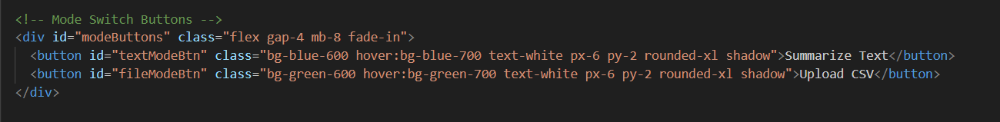 <!-- Mode Switch Buttons -->
<div id="modeButtons" class="flex gap-4 mb-8 fade-in">
  <button id="textModeBtn" class="bg-blue-600 hover:bg-blue-700 text-white px-6 py-2 rounded-xl shadow">Summarize Text</button>
  <button id="fileModeBtn" class="bg-green-600 hover:bg-green-700 text-white px-6 py-2 rounded-xl shadow">Upload CSV</button>
</div>